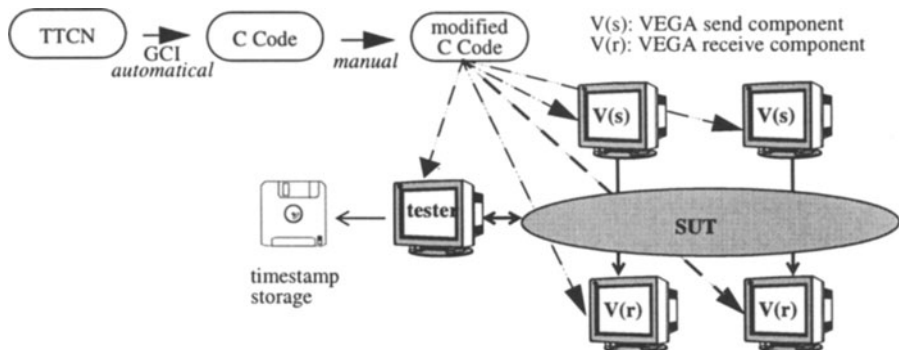 TTCN
GCI
automatical
C Code
manual
modified
C Code
V(s): VEGA send component
V(r): VEGA receive component
V(s)
V(s)
tester
SUT
timestamp
storage
V(r)
V(r)